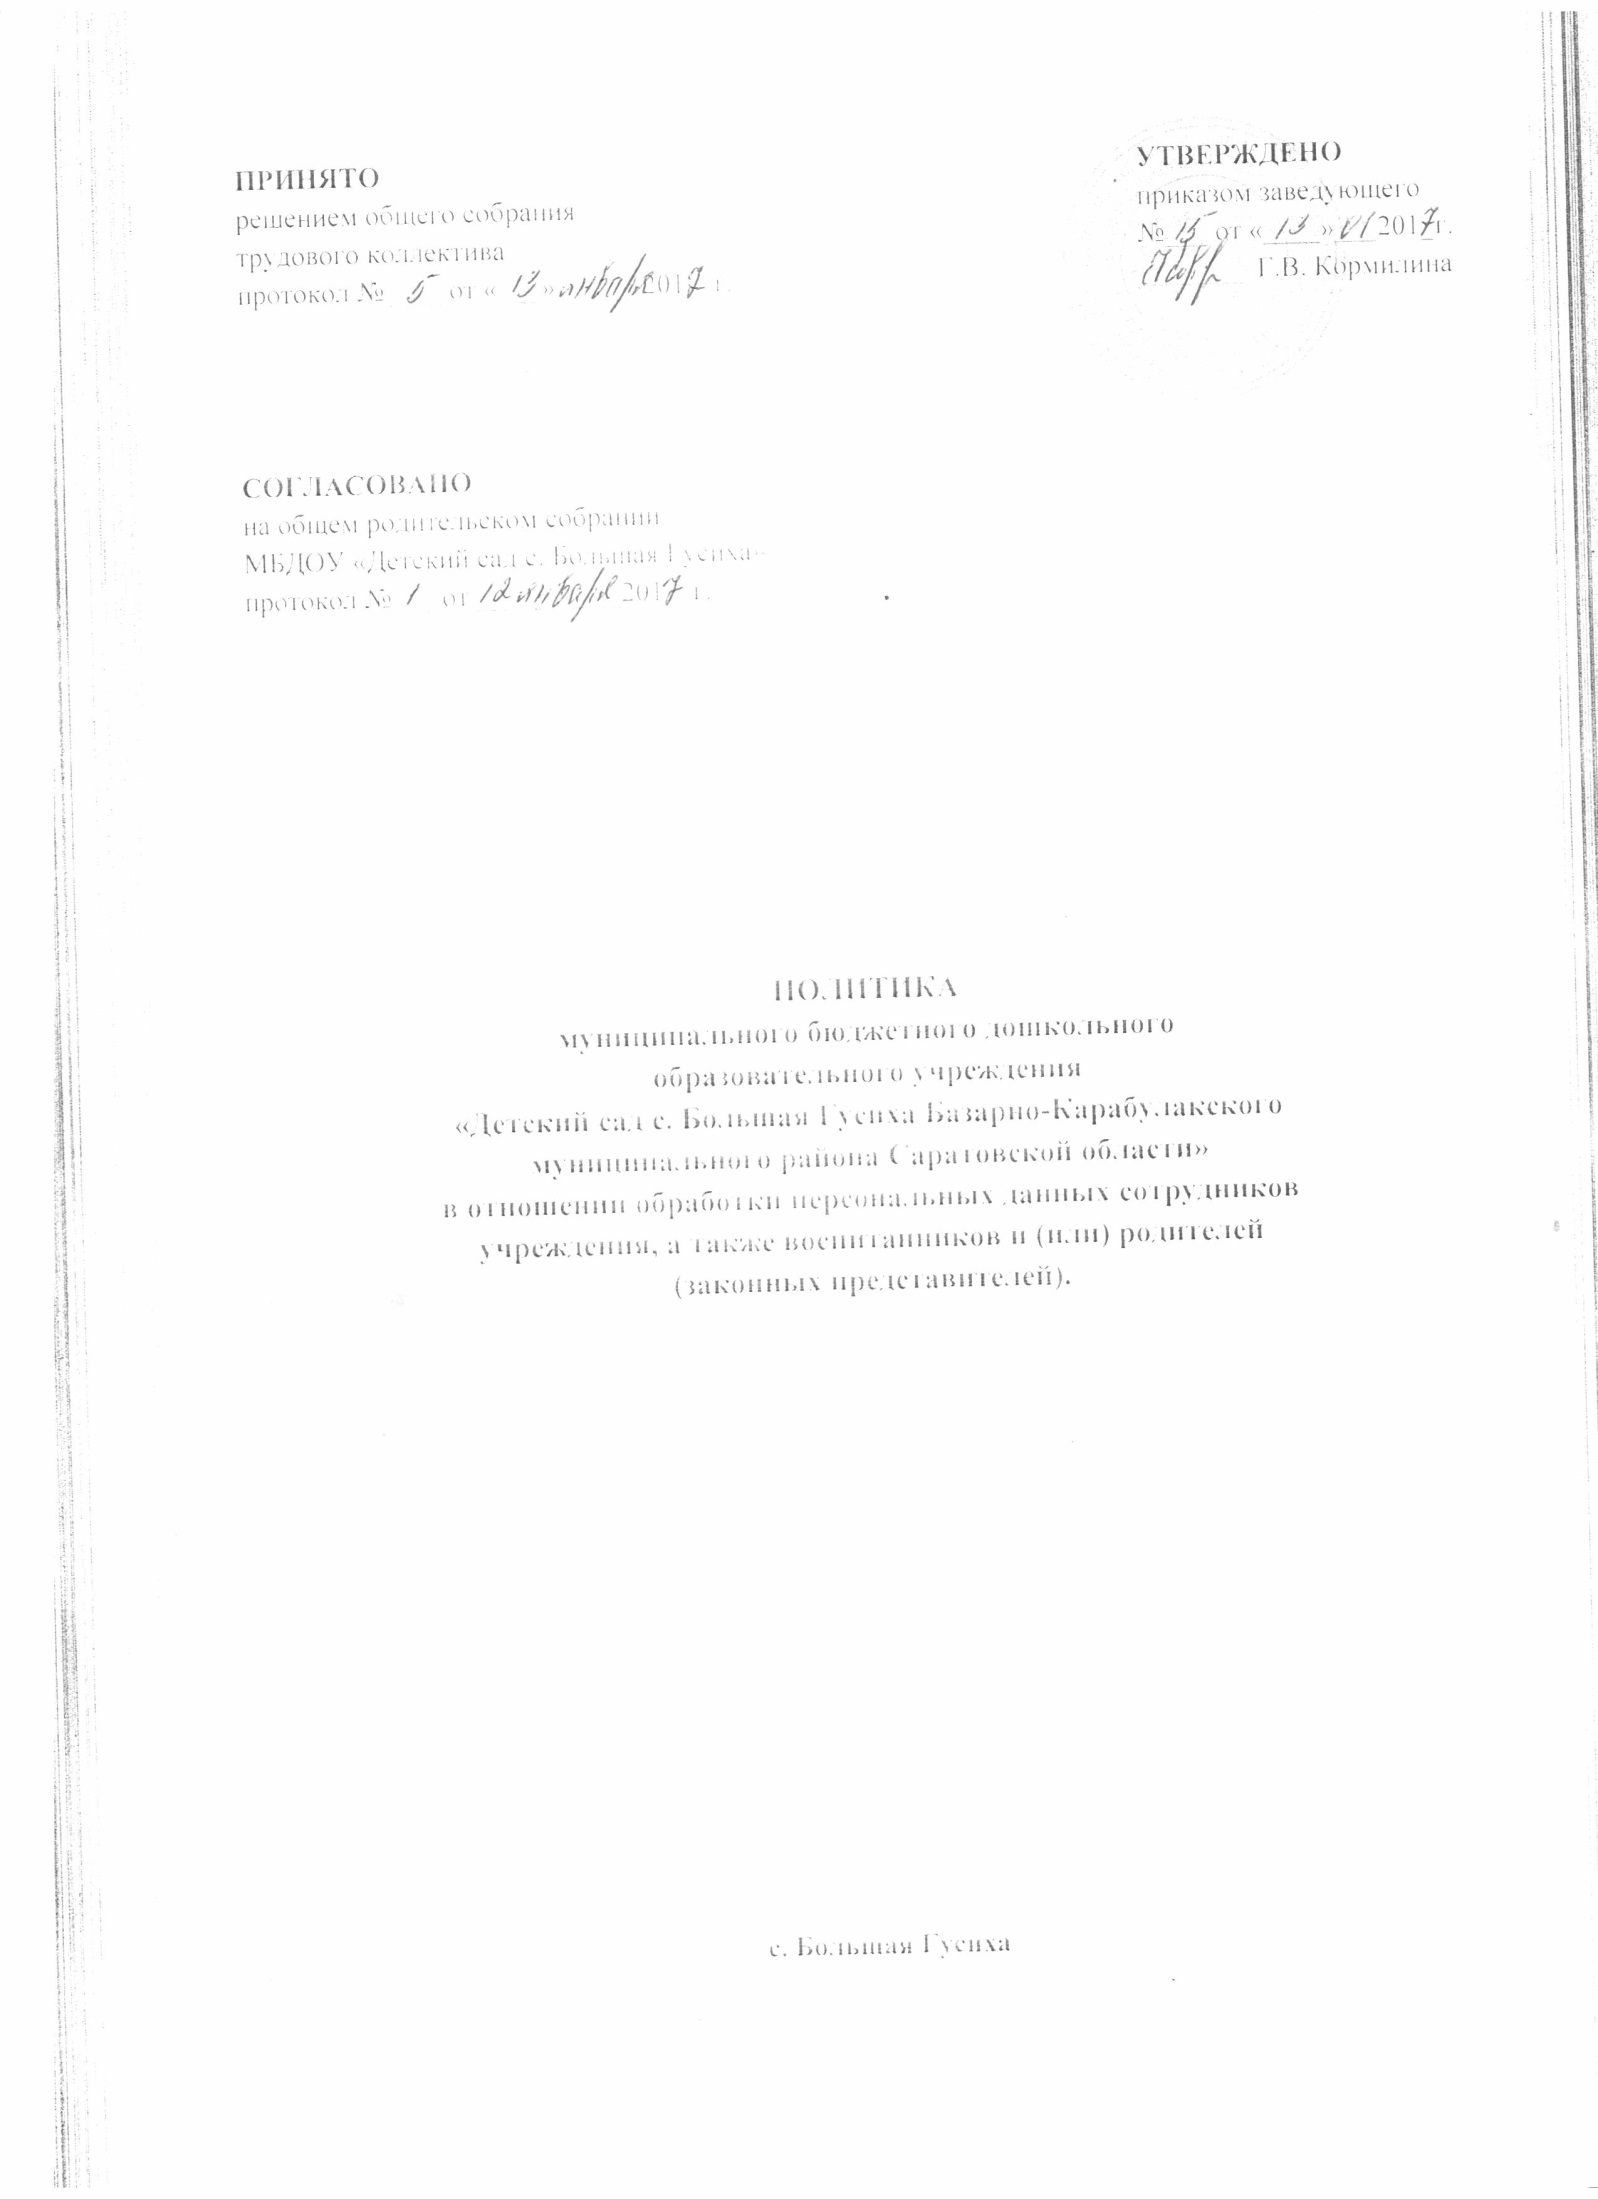 ПРИНЯТО
решением общего собрания
трудового коллектива
протокол № 5 от « 13 » января 2017 г.
УТВЕРЖДЕНО
приказом заведующего
№ 15 от « 13 » 01 2017г.
Г.В. Кормилина
СОГЛАСОВАНО
на общем родительском собрании
МБДОУ «Детский сад с. Большая Гусиха»
протокол № 1 от 12 января 2017 г.
ПОЛИТИКА
муниципального бюджетного дошкольного
образовательного учреждения
«Детский сад с. Большая Гусиха Базарно-Карабулакского
муниципального района Саратовской области»
в отношении обработки персональных данных сотрудников
учреждения, а также воспитанников и (или) родителей
(законных представителей).
с. Большая Гусиха